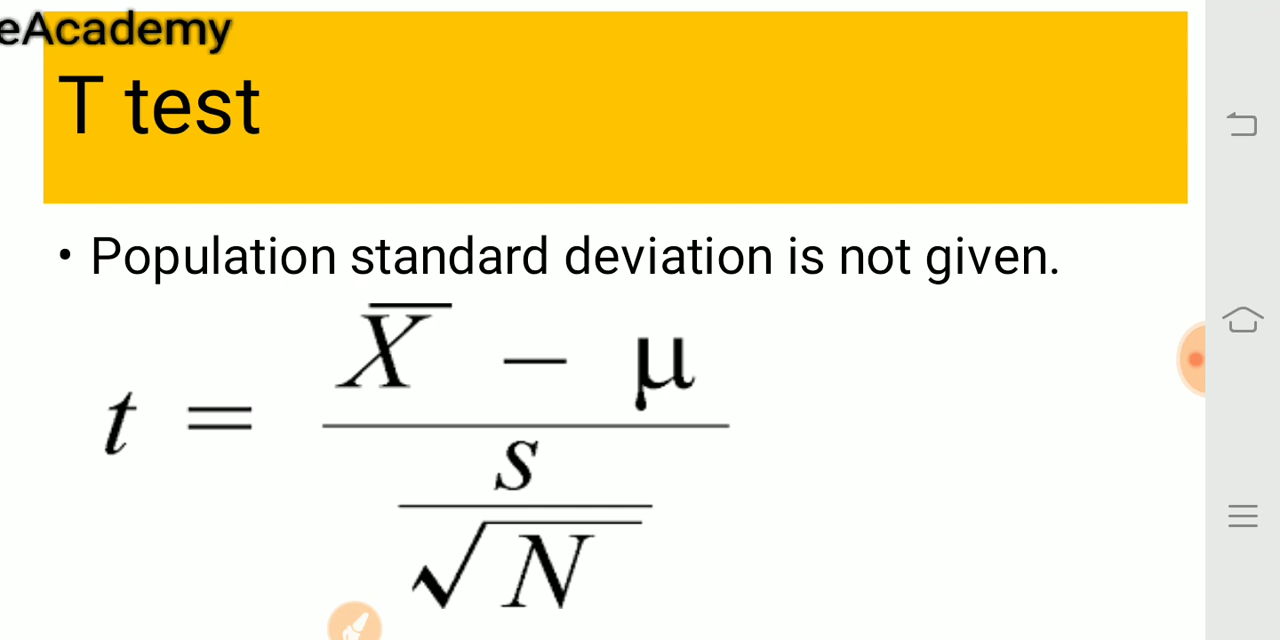 eAcademy
T test
• Population standard deviation is not given.
t = (X̅ − μ) / (s / √N)